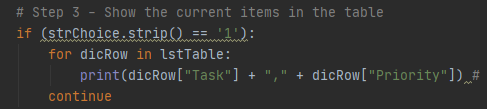 # Step 3 - Show the current items in the table
if (strChoice.strip() == '1'):
for dicRow in lstTable:
print(dicRow["Task"] + "," + dicRow["Priority"]) #
continue